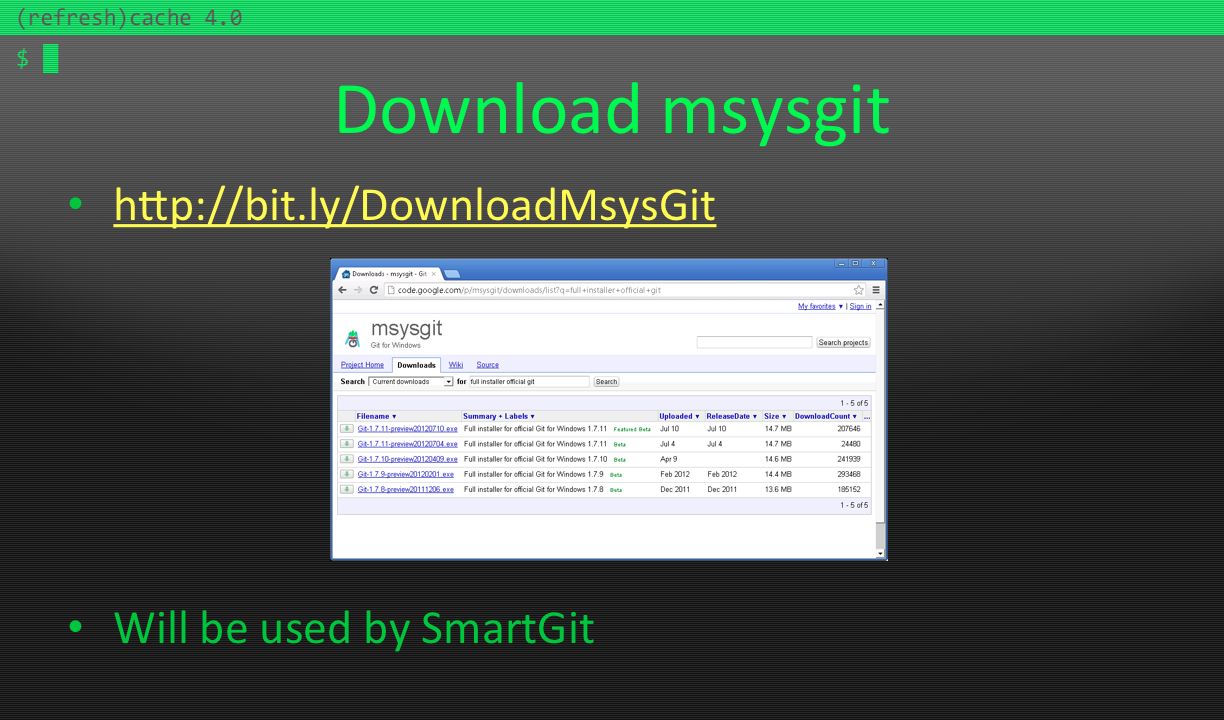 (refresh)cache 4.0
$
Download msysgit
• http://bit.ly/DownloadMsysGit
Downloads - msysgit - Git
code.google.com/p/msysgit/downloads/list?q=full+installer+official+git
My favorites ▼ | Sign in
msysgit
Git for Windows
Search projects
Project Home Downloads Wiki Source
Search Current downloads for full installer official git Search
1 - 5 of 5
Filename ▼ Summary + Labels ▼ Uploaded ▼ ReleaseDate ▼ Size ▼ DownloadCount ▼ ...
Git-1.7.11-preview20120710.exe Full installer for official Git for Windows 1.7.11 Featured Beta Jul 10 Jul 10 14.7 MB 207646
Git-1.7.11-preview20120704.exe Full installer for official Git for Windows 1.7.11 Beta Jul 4 Jul 4 14.7 MB 24480
Git-1.7.10-preview20120409.exe Full installer for official Git for Windows 1.7.10 Beta Apr 9 14.6 MB 241939
Git-1.7.9-preview20120201.exe Full installer for official Git for Windows 1.7.9 Beta Feb 2012 Feb 2012 14.4 MB 293468
Git-1.7.8-preview20111206.exe Full installer for official Git for Windows 1.7.8 Beta Dec 2011 Dec 2011 13.6 MB 185152
1 - 5 of 5
• Will be used by SmartGit